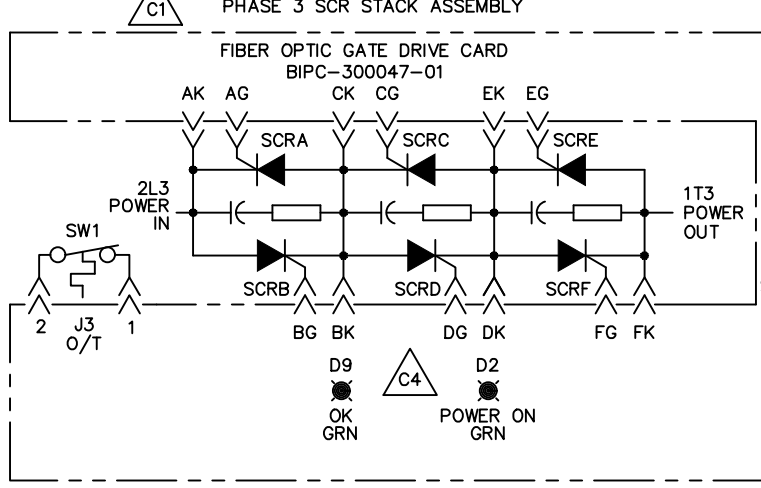 C1 PHASE 3 SCR STACK ASSEMBLY
FIBER OPTIC GATE DRIVE CARD
BIPC-300047-01
AK AG CK CG EK EG
SCRA SCRC SCRE
2L3
POWER
IN
1T3
POWER
OUT
SW1
SCRB SCRD SCRF
2 J3 1
O/T
BG BK DG DK FG FK
D9 C4 D2
OK
GRN
POWER ON
GRN